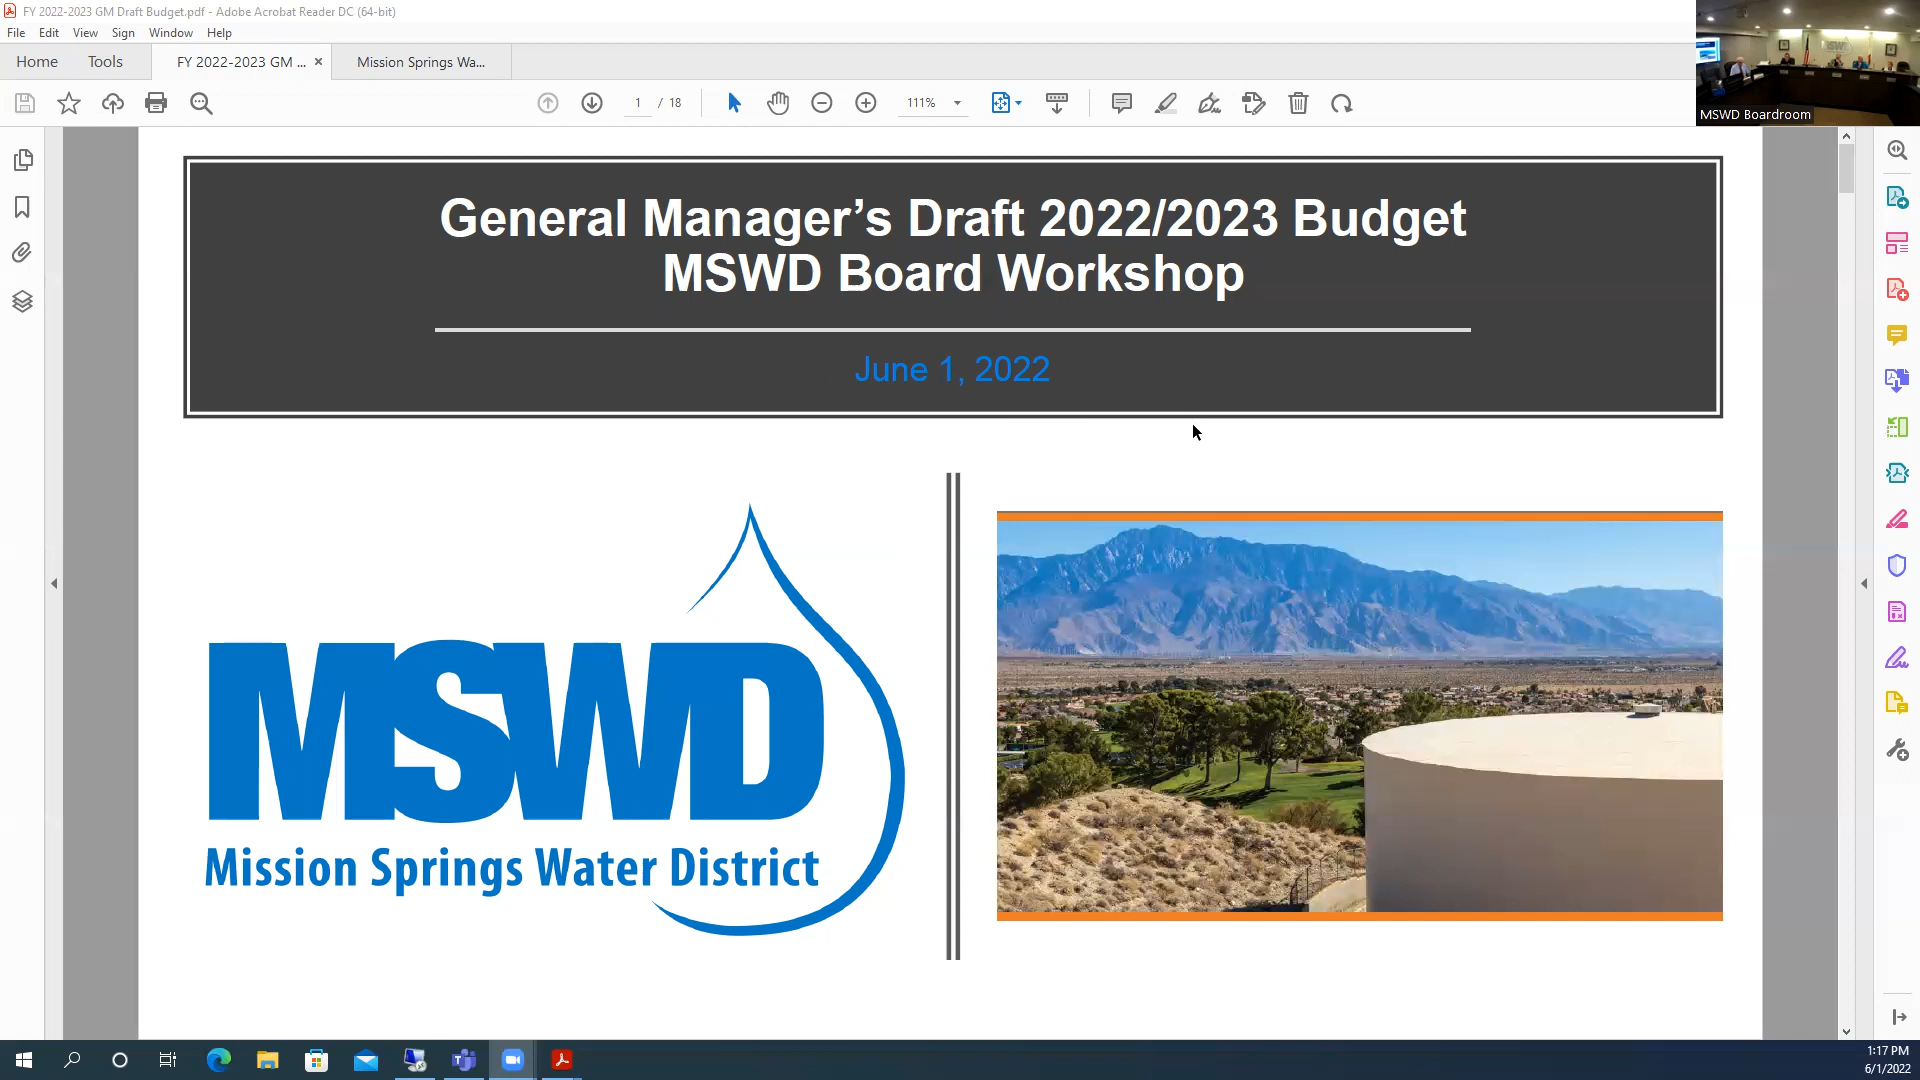 FY 2022-2023 GM Draft Budget.pdf - Adobe Acrobat Reader DC (64-bit)
File Edit View Sign Window Help
Home Tools FY 2022-2023 GM ... Mission Springs Wa...
1 / 18 111%
MSWD Boardroom
General Manager’s Draft 2022/2023 Budget
MSWD Board Workshop
June 1, 2022
MSWD
Mission Springs Water District
1:17 PM
6/1/2022